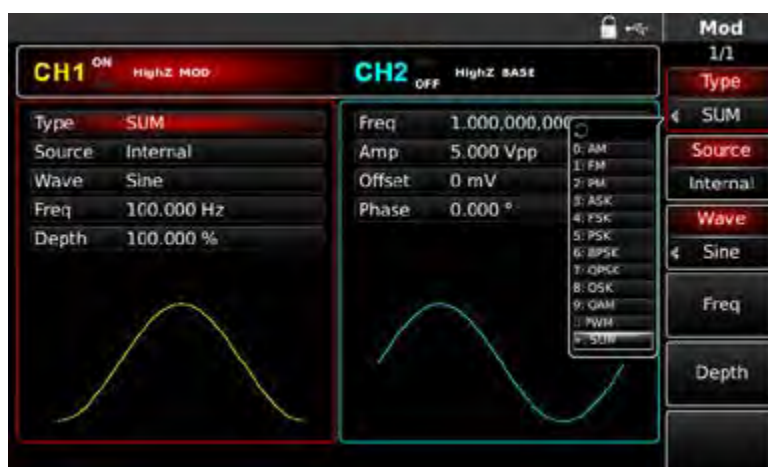 Mod
1/1
CH1 ON HighZ MOD
CH2 OFF HighZ BASE
Type SUM
Source Internal
Wave Sine
Freq 100.000 Hz
Depth 100.000 %
Freq 1.000,000,000
Amp 5.000 Vpp
Offset 0 mV
Phase 0.000 °
0: AM
1: FM
2: PM
3: ASK
4: FSK
5: PSK
6: BPSK
7: QPSK
8: OSK
9: QAM
PWM
SUM
Type
SUM
Source
Internal
Wave
Sine
Freq
Depth